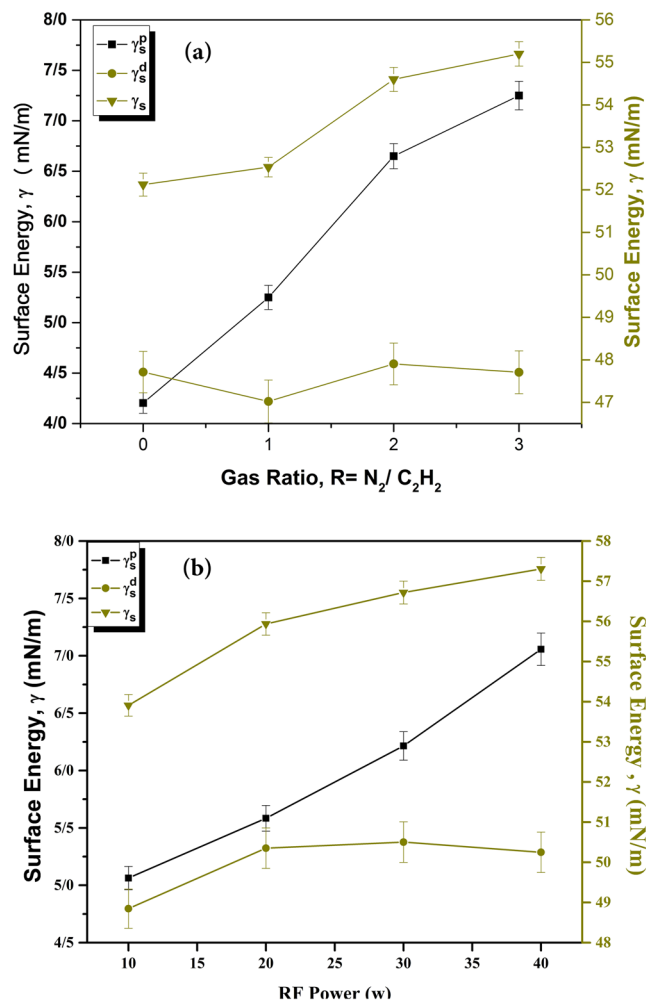 (a)
γₛᵖ
γₛᵈ
γₛ
8/0
7/5
7/0
6/5
6/0
5/5
5/0
4/5
4/0
Surface Energy, γ ( mN/m)
56
55
54
53
52
51
50
49
48
47
Surface Energy, γ (mN/m)
0 1 2 3
Gas Ratio, R= N₂/ C₂H₂
(b)
γₛᵖ
γₛᵈ
γₛ
8/0
7/5
7/0
6/5
6/0
5/5
5/0
4/5
Surface Energy, γ (mN/m)
58
57
56
55
54
53
52
51
50
49
48
Surface Energy , γ (mN/m)
10 15 20 25 30 35 40
RF Power (w)